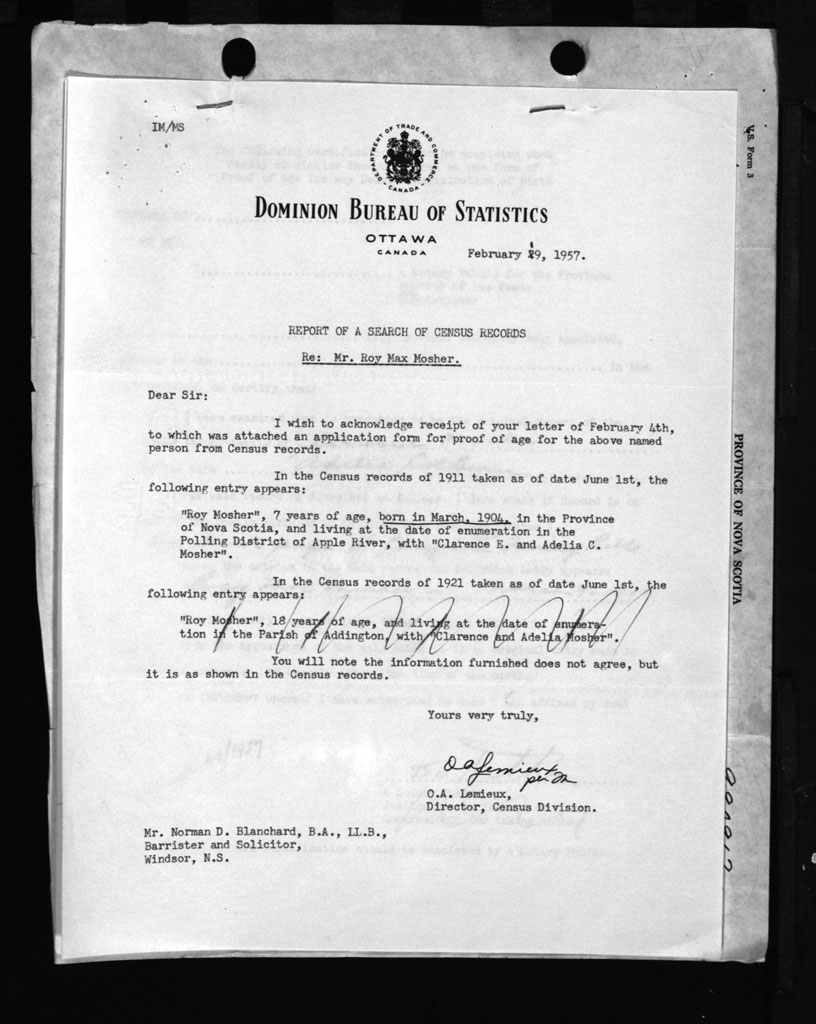 IM/MS
DEPARTMENT OF TRADE AND COMMERCE
CANADA
DOMINION BUREAU OF STATISTICS
OTTAWA
CANADA
February 19, 1957.
REPORT OF A SEARCH OF CENSUS RECORDS
Re: Mr. Roy Max Mosher.
Dear Sir:
I wish to acknowledge receipt of your letter of February 4th,
to which was attached an application form for proof of age for the above named
person from Census records.
In the Census records of 1911 taken as of date June 1st, the
following entry appears:
"Roy Mosher", 7 years of age, born in March, 1904, in the Province
of Nova Scotia, and living at the date of enumeration in the
Polling District of Apple River, with "Clarence E. and Adelia C.
Mosher".
In the Census records of 1921 taken as of date June 1st, the
following entry appears:
"Roy Mosher", 18 years of age, and living at the date of enumera-
tion in the Parish of Addington, with "Clarence and Adelia Mosher".
You will note the information furnished does not agree, but
it is as shown in the Census records.
Yours very truly,
OALemieux
per
O.A. Lemieux,
Director, Census Division.
Mr. Norman D. Blanchard, B.A., LL.B.,
Barrister and Solicitor,
Windsor, N.S.
V.S. Form 3
PROVINCE OF NOVA SCOTIA